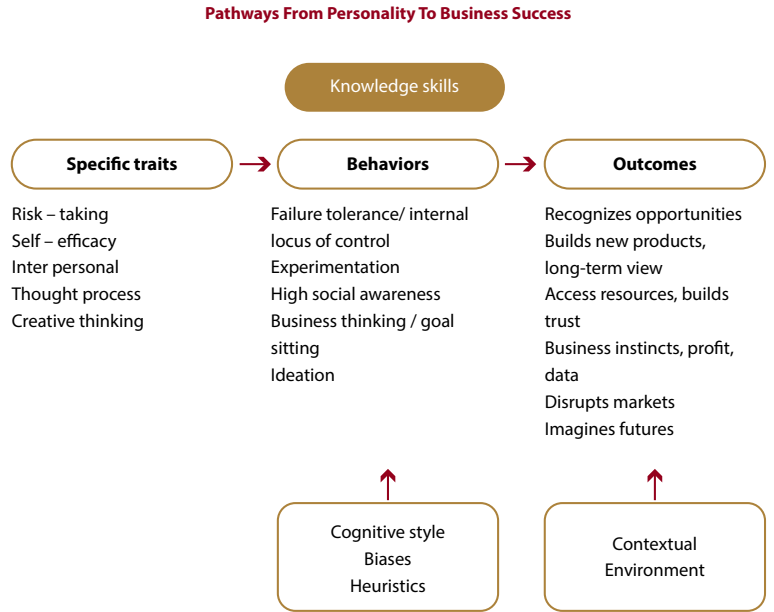 Pathways From Personality To Business Success
Knowledge skills
Specific traits
Risk – taking
Self – efficacy
Inter personal
Thought process
Creative thinking
Behaviors
Failure tolerance/ internal
locus of control
Experimentation
High social awareness
Business thinking / goal
sitting
Ideation
Outcomes
Recognizes opportunities
Builds new products,
long-term view
Access resources, builds
trust
Business instincts, profit,
data
Disrupts markets
Imagines futures
Cognitive style
Biases
Heuristics
Contextual
Environment